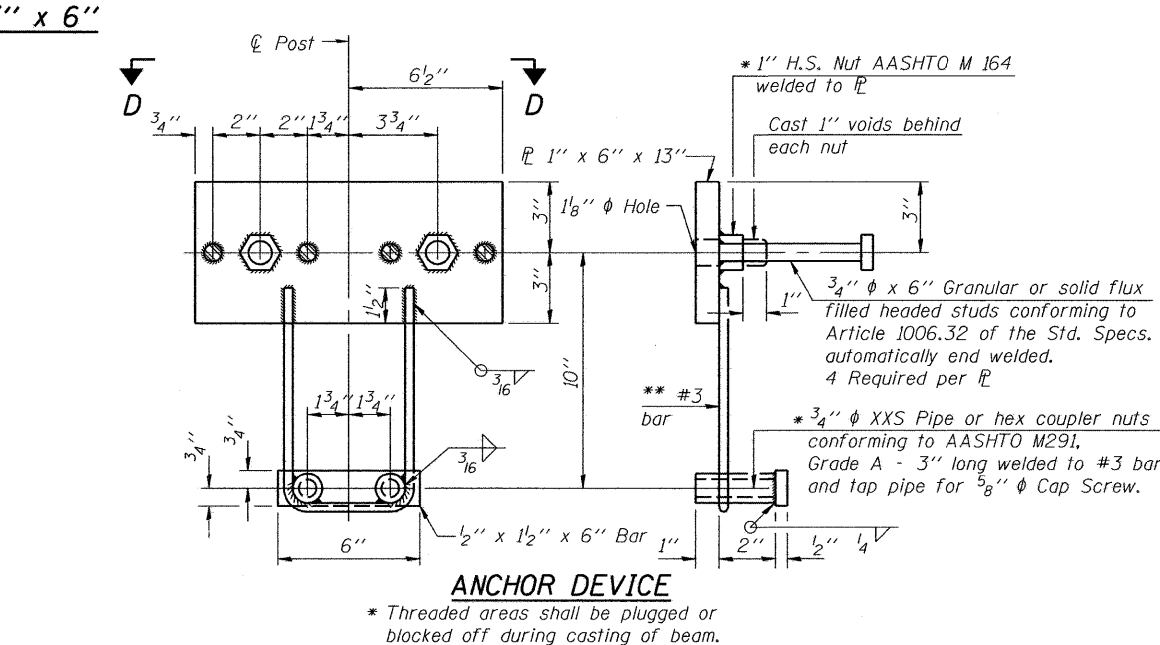 "' x 6"
℄ Post
6½"
D
D
¾"
2"
2"
1¾"
3¾"
3"
3"
1½"
10"
3/16
1¾"
1¾"
¾"
¾"
3/16
6"
½" x 1½" x 6" Bar
* 1" H.S. Nut AASHTO M 164
welded to ℙL
Cast 1" voids behind
each nut
ℙL 1" x 6" x 13"
1⅛" ϕ Hole
3"
1"
¾" ϕ x 6" Granular or solid flux
filled headed studs conforming to
Article 1006.32 of the Std. Specs.
automatically end welded.
4 Required per ℙL
** #3
bar
* ¾" ϕ XXS Pipe or hex coupler nuts
conforming to AASHTO M291,
Grade A - 3" long welded to #3 bar
and tap pipe for ⅝" ϕ Cap Screw.
1"
2"
½"
¼
ANCHOR DEVICE
* Threaded areas shall be plugged or
blocked off during casting of beam.